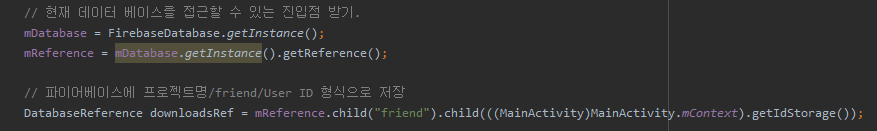 // 현재 데이터 베이스를 접근할 수 있는 진입점 받기.
mDatabase = FirebaseDatabase.getInstance();
mReference = mDatabase.getInstance().getReference();
// 파이어베이스에 프로젝트명/friend/User ID 형식으로 저장
DatabaseReference downloadsRef = mReference.child("friend").child(((MainActivity)MainActivity.mContext).getIdStorage());